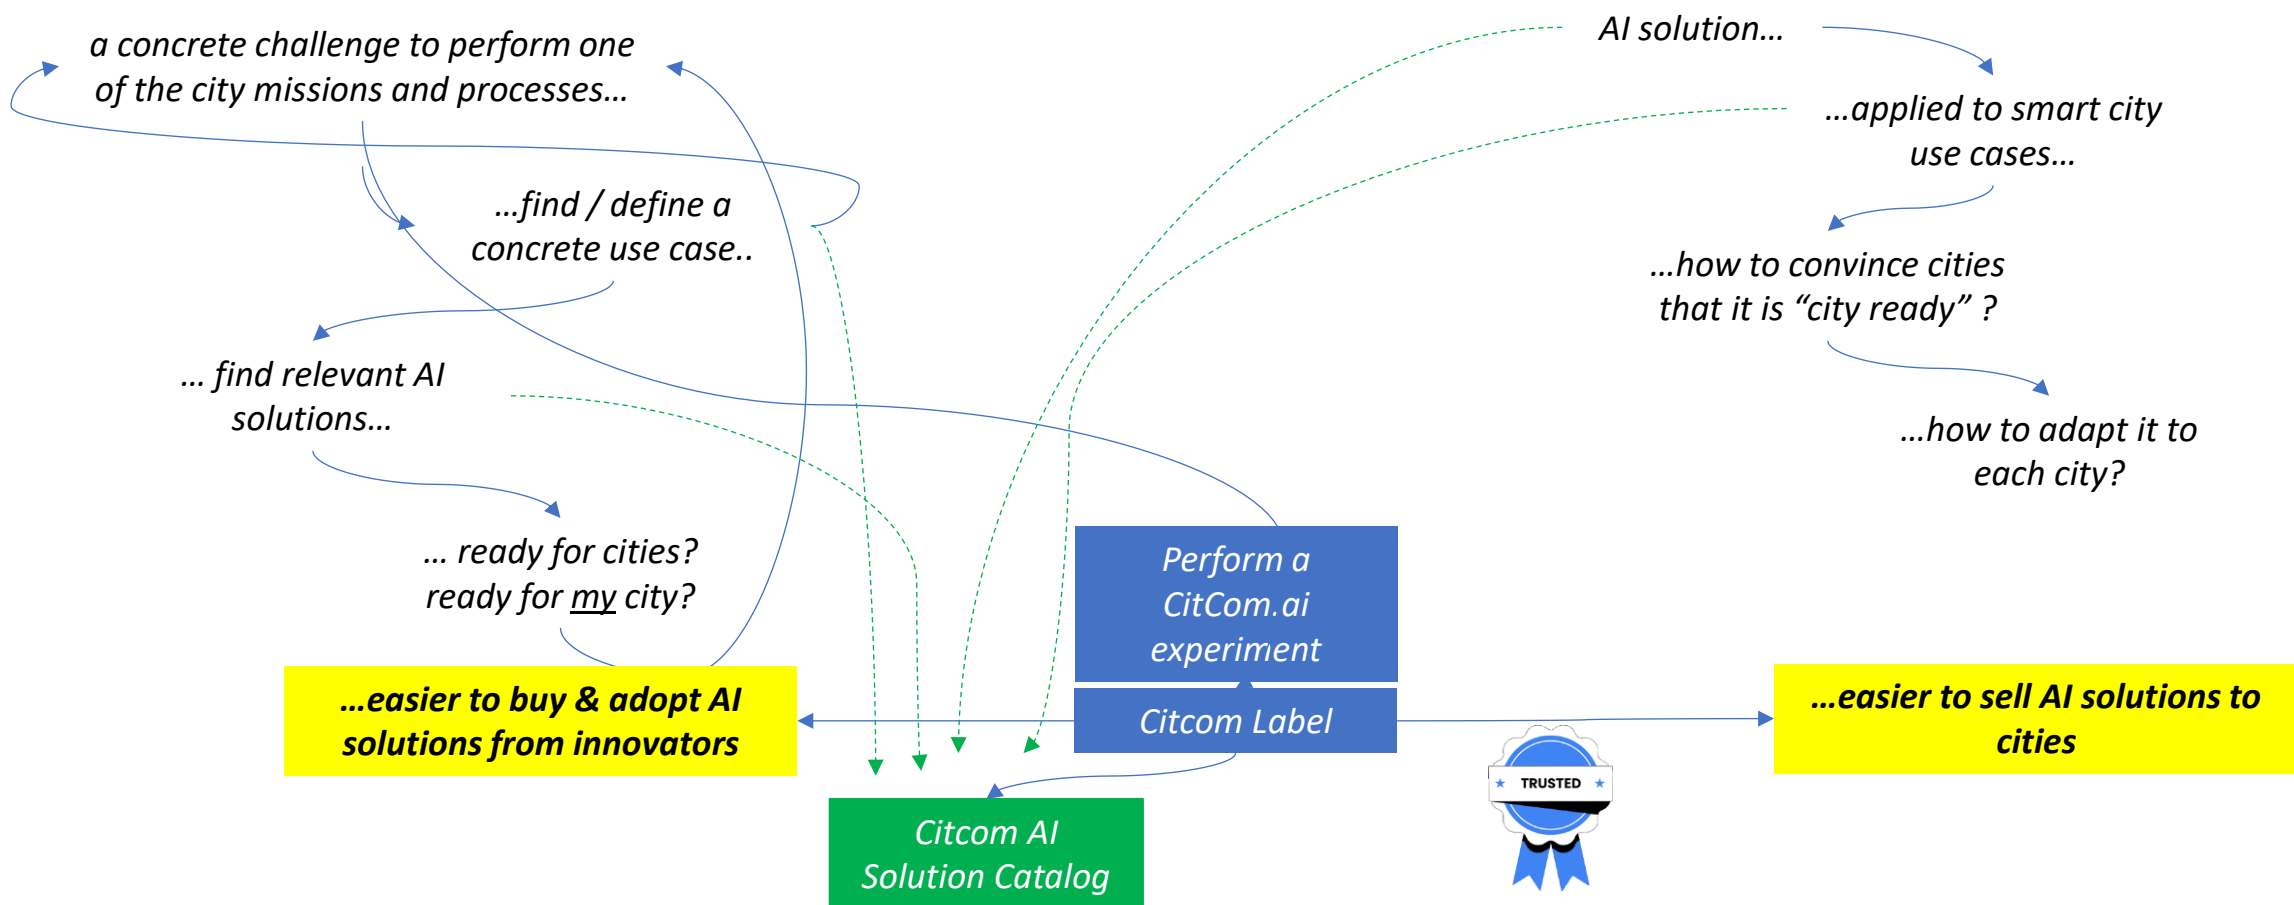 a concrete challenge to perform one
of the city missions and processes…
…find / define a
concrete use case..
… find relevant AI
solutions…
… ready for cities?
ready for my city?
…easier to buy & adopt AI
solutions from innovators
AI solution…
…applied to smart city
use cases…
…how to convince cities
that it is “city ready” ?
…how to adapt it to
each city?
Perform a
CitCom.ai
experiment
Citcom Label
…easier to sell AI solutions to
cities
TRUSTED
Citcom AI
Solution Catalog